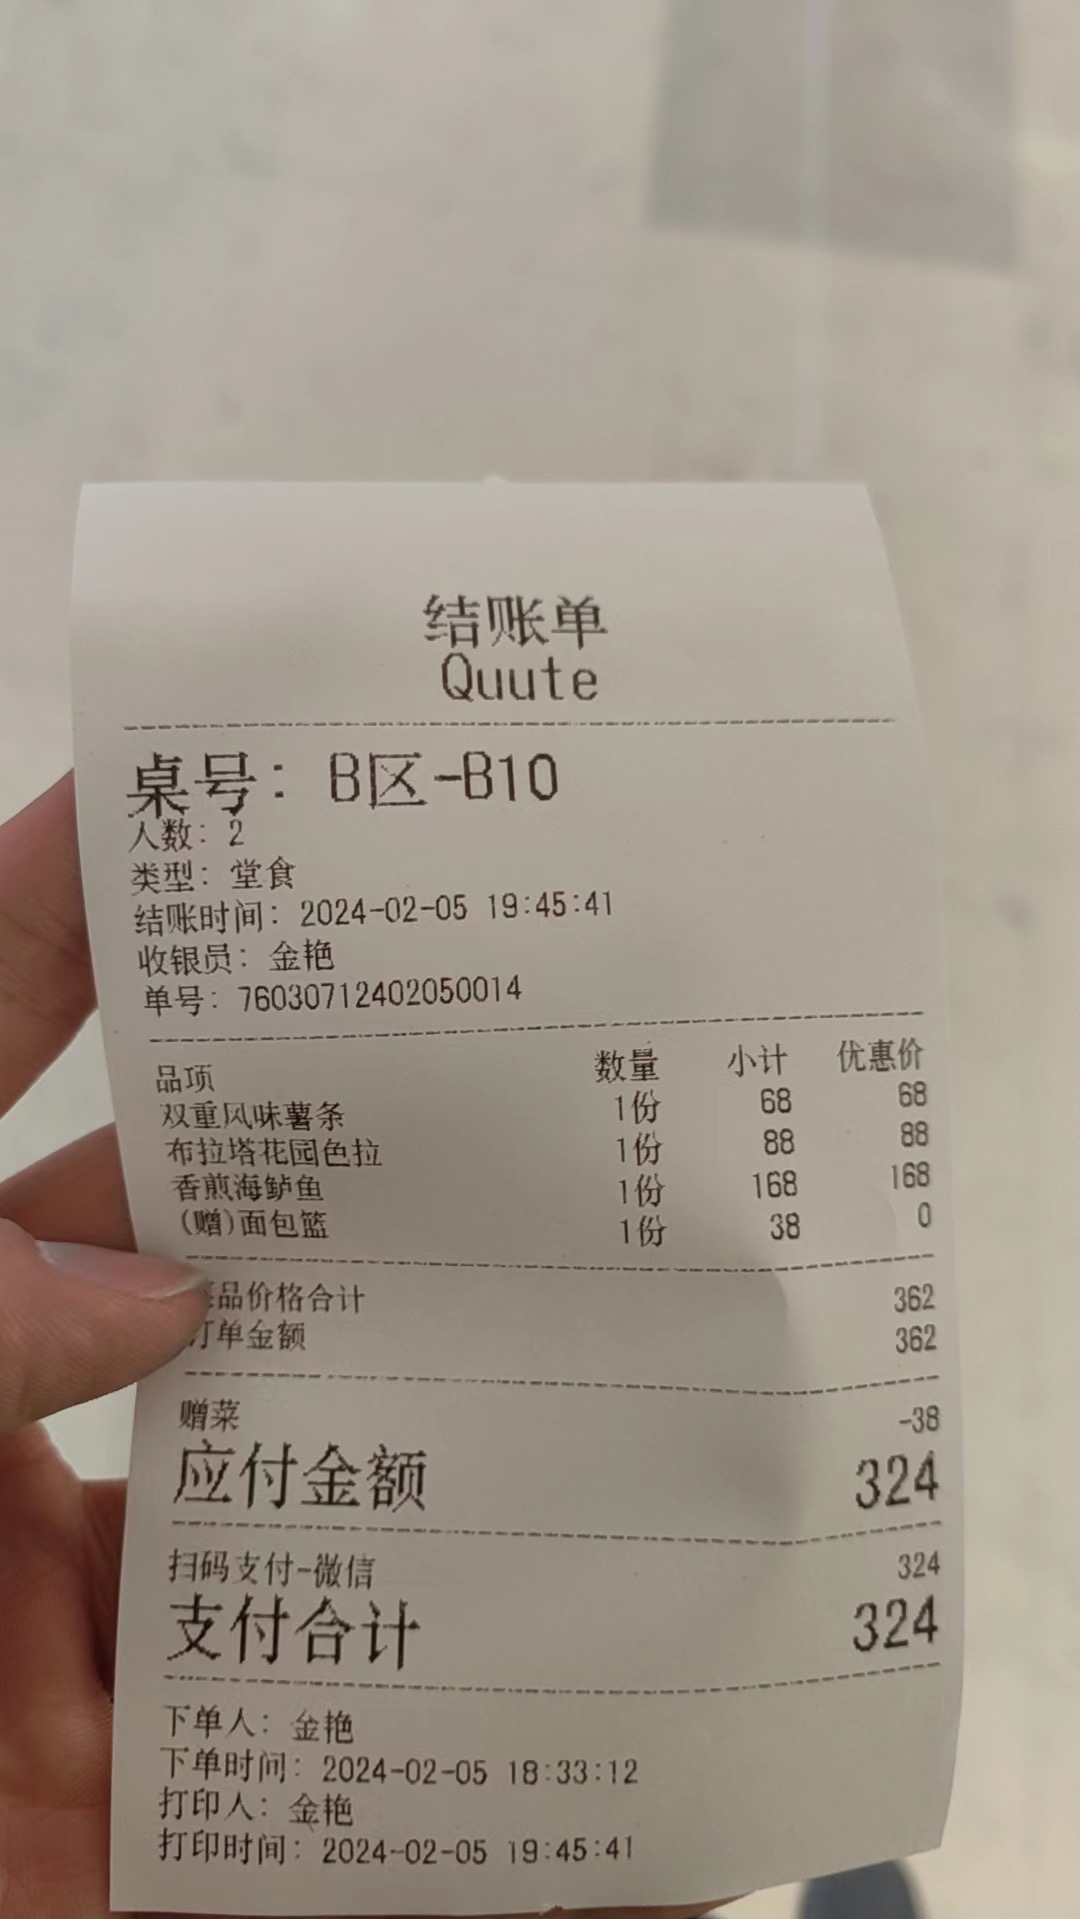 结账单
Quute
桌号: B区-B10
人数: 2
类型: 堂食
结账时间: 2024-02-05 19:45:41
收银员: 金艳
单号: 76030712402050014
品项 数量 小计 优惠价
双重风味薯条 1份 68 68
布拉塔花园色拉 1份 88 88
香煎海鲈鱼 1份 168 168
(赠)面包篮 1份 38 0
品价格合计 362
订单金额 362
赠菜 -38
应付金额 324
扫码支付-微信 324
支付合计 324
下单人: 金艳
下单时间: 2024-02-05 18:33:12
打印人: 金艳
打印时间: 2024-02-05 19:45:41